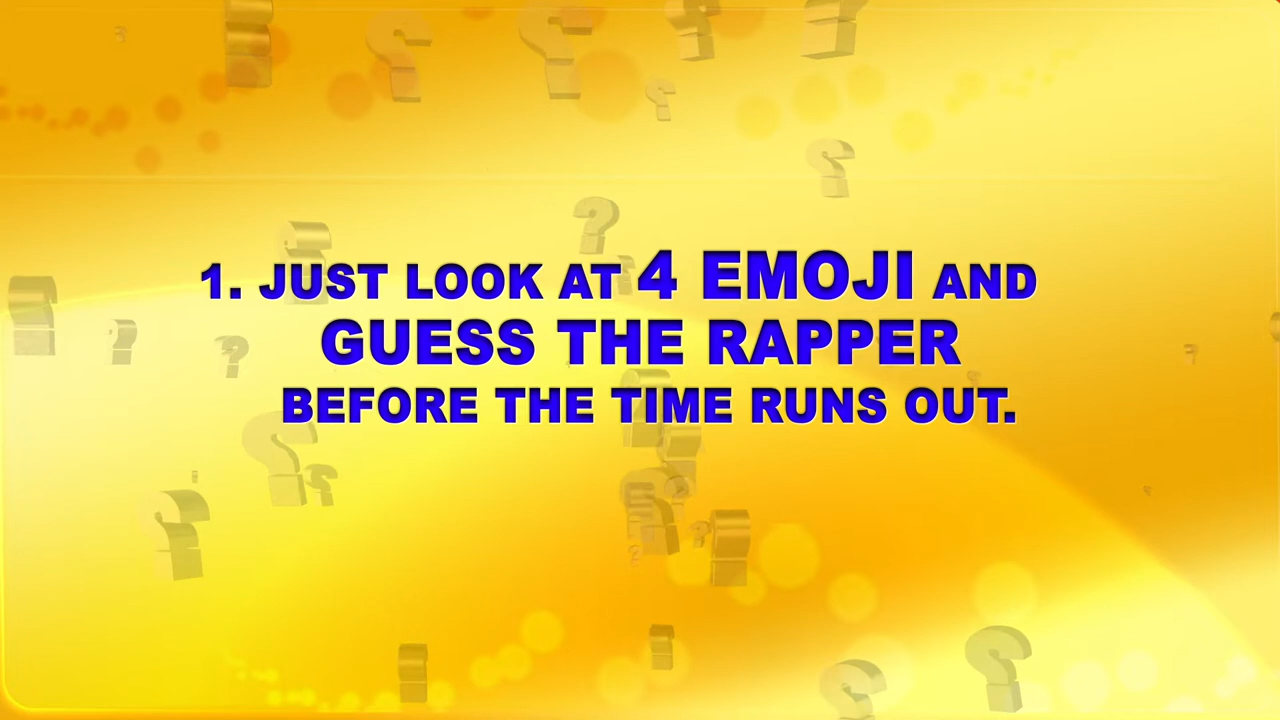 1. JUST LOOK AT 4 EMOJI AND
GUESS THE RAPPER
BEFORE THE TIME RUNS OUT.